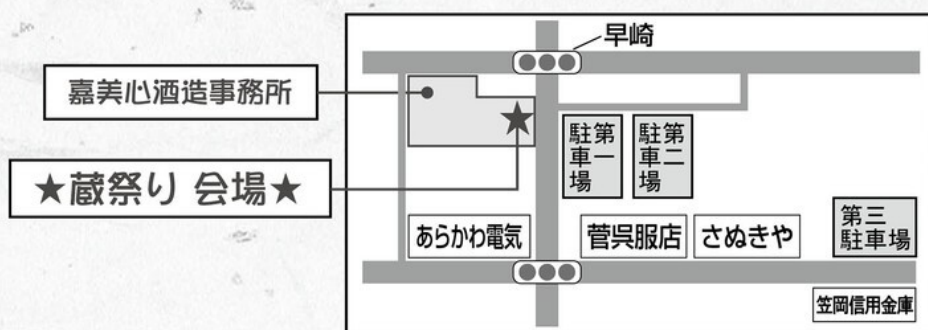 早崎
嘉美心酒造事務所
★蔵祭り 会場★
第一
駐車場
第二
駐車場
あらかわ電気
菅呉服店
さぬきや
第三
駐車場
笠岡信用金庫